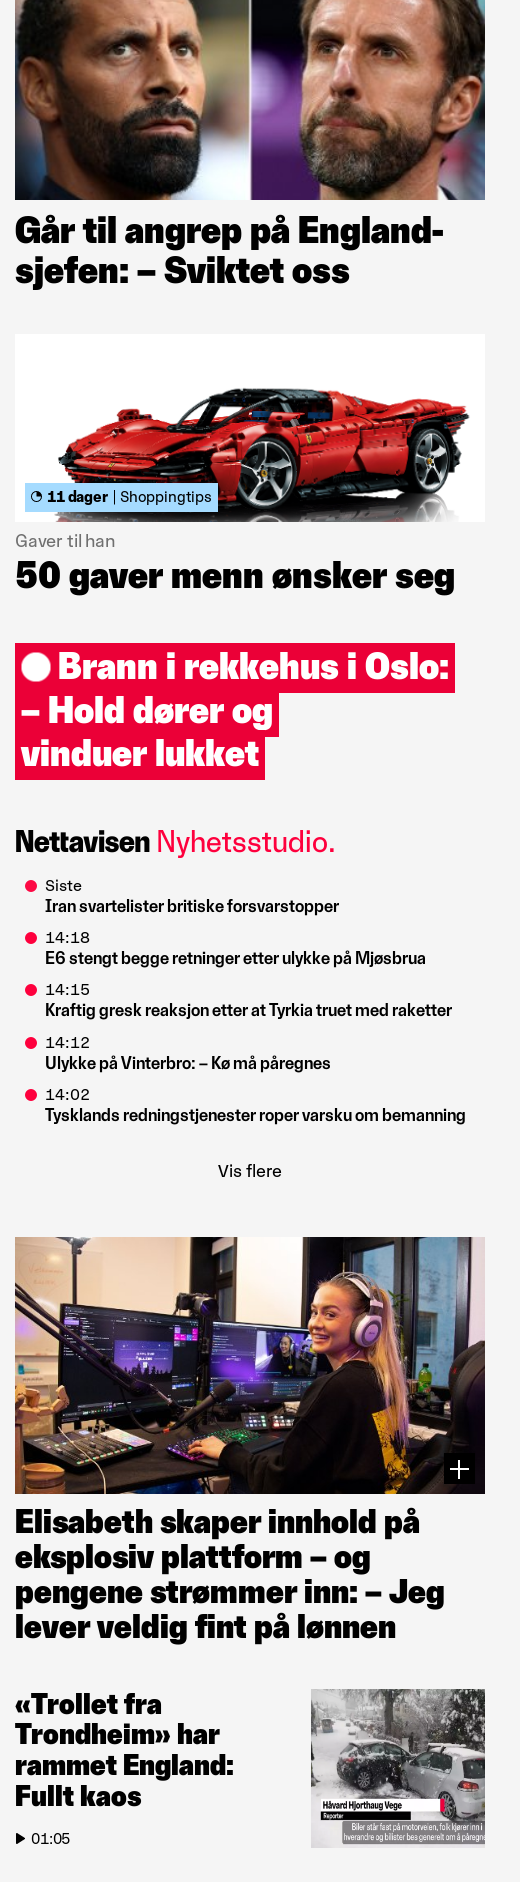 Går til angrep på England-
sjefen: – Sviktet oss
11 dager | Shoppingtips
Gaver til han
50 gaver menn ønsker seg
Brann i rekkehus i Oslo:
– Hold dører og
vinduer lukket
Nettavisen Nyhetsstudio.
Siste
Iran svartelister britiske forsvarstopper
14:18
E6 stengt begge retninger etter ulykke på Mjøsbrua
14:15
Kraftig gresk reaksjon etter at Tyrkia truet med raketter
14:12
Ulykke på Vinterbro: – Kø må påregnes
14:02
Tysklands redningstjenester roper varsku om bemanning
Vis flere
Elisabeth skaper innhold på
eksplosiv plattform – og
pengene strømmer inn: – Jeg
lever veldig fint på lønnen
«Trollet fra
Trondheim» har
rammet England:
Fullt kaos
01:05
Håvard Hjorthaug Vege
Reporter
Biler står fast på motorveien, folk kjører inn i
hverandre og bilister bes generelt om å påregne